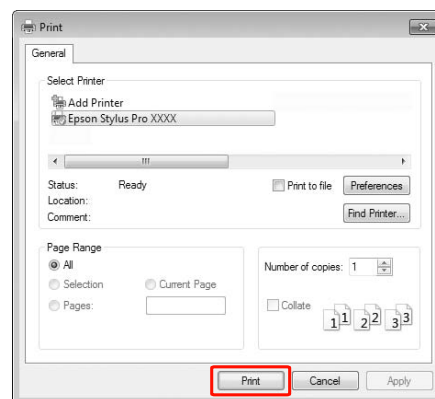 Print
General
Select Printer
Add Printer
Epson Stylus Pro XXXX
Status: Ready
Print to file
Preferences
Location:
Comment:
Find Printer...
Page Range
All
Selection
Current Page
Pages:
Number of copies: 1
Collate
1 1 2 2 3 3
Print
Cancel
Apply